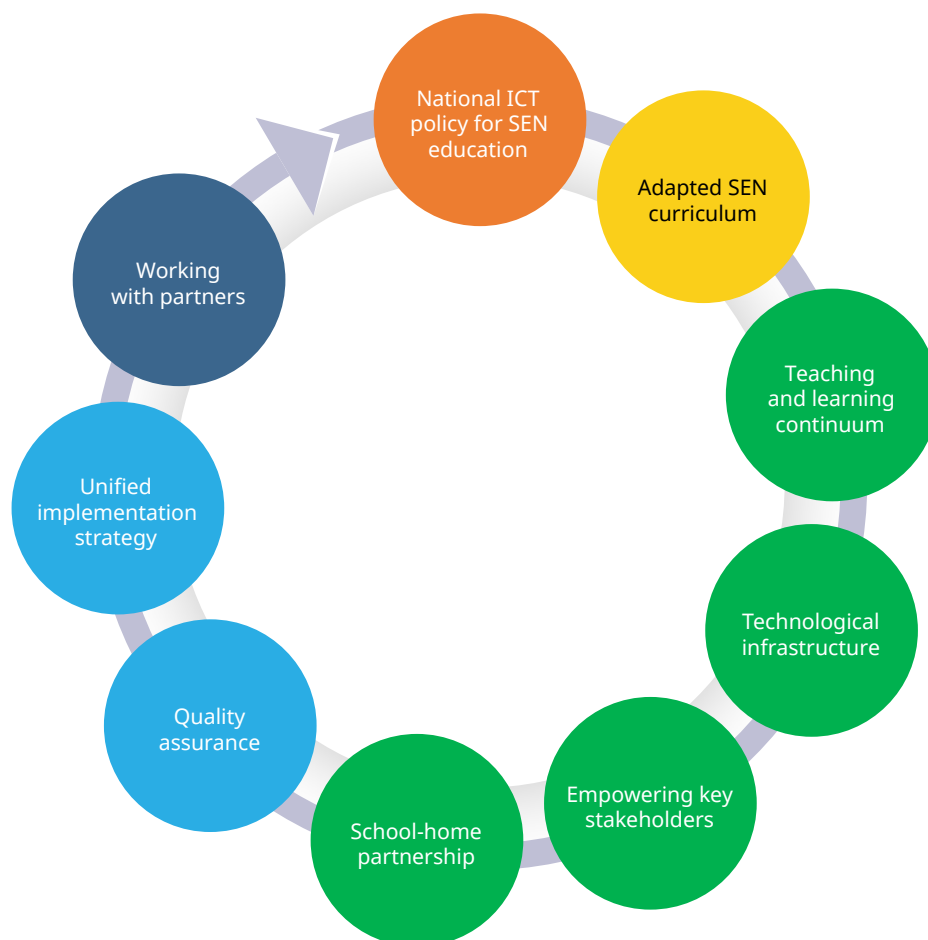 National ICT
policy for SEN
education
Adapted SEN
curriculum
Teaching
and learning
continuum
Technological
infrastructure
Empowering key
stakeholders
School-home
partnership
Quality
assurance
Unified
implementation
strategy
Working
with partners